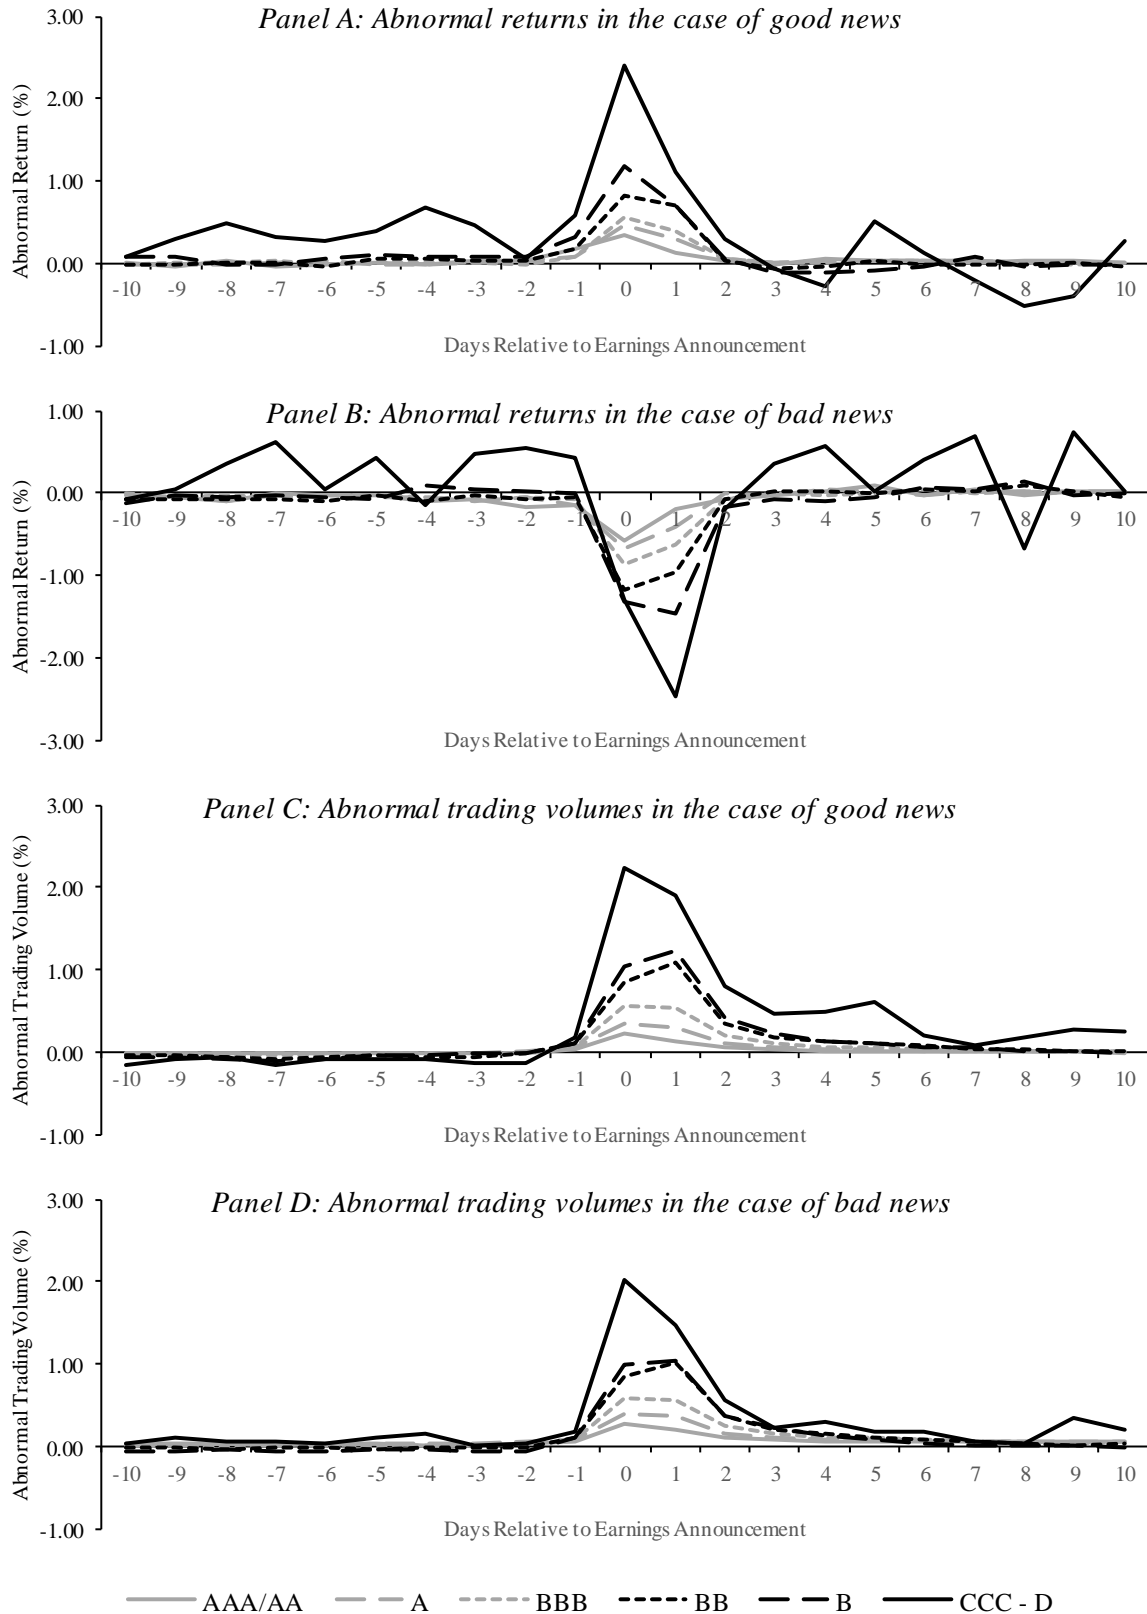 Panel A: Abnormal returns in the case of good news
Abnormal Return (%)
3.00
2.00
1.00
0.00
-1.00
-10 -9 -8 -7 -6 -5 -4 -3 -2 -1 0 1 2 3 4 5 6 7 8 9 10
Days Relative to Earnings Announcement
Panel B: Abnormal returns in the case of bad news
Abnormal Return (%)
1.00
0.00
-1.00
-2.00
-3.00
-10 -9 -8 -7 -6 -5 -4 -3 -2 -1 0 1 2 3 4 5 6 7 8 9 10
Days Relative to Earnings Announcement
Panel C: Abnormal trading volumes in the case of good news
Abnormal Trading Volume (%)
3.00
2.00
1.00
0.00
-1.00
-10 -9 -8 -7 -6 -5 -4 -3 -2 -1 0 1 2 3 4 5 6 7 8 9 10
Days Relative to Earnings Announcement
Panel D: Abnormal trading volumes in the case of bad news
Abnormal Trading Volume (%)
3.00
2.00
1.00
0.00
-1.00
-10 -9 -8 -7 -6 -5 -4 -3 -2 -1 0 1 2 3 4 5 6 7 8 9 10
Days Relative to Earnings Announcement
AAA/AA A BBB BB B CCC - D